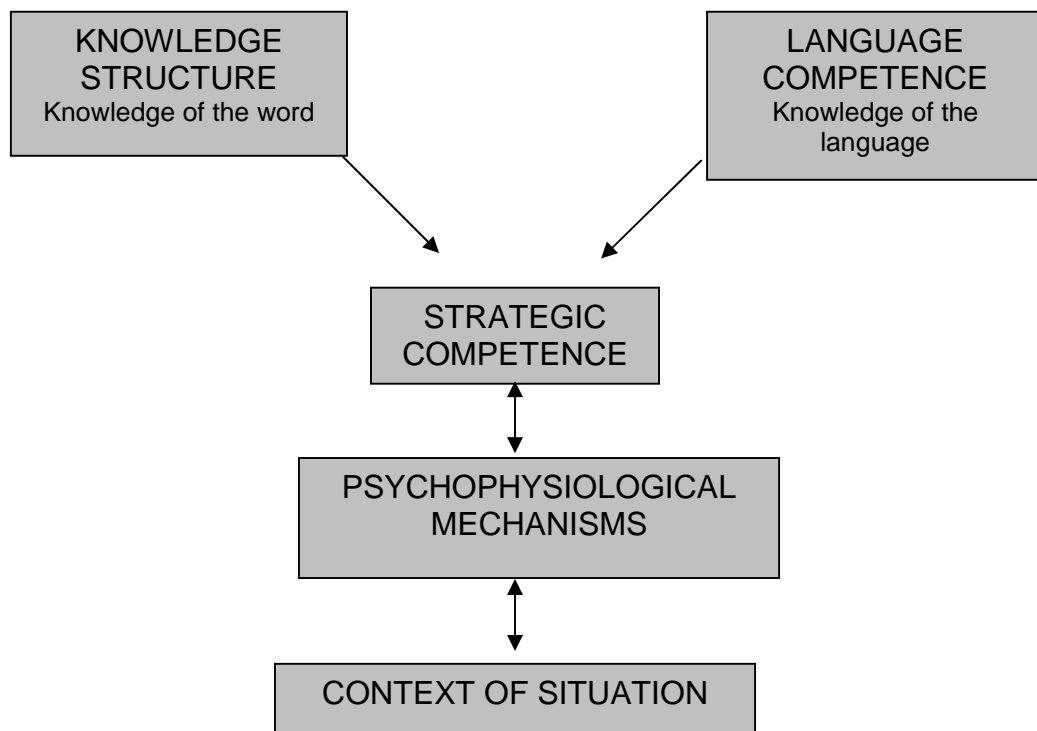 KNOWLEDGE
STRUCTURE
Knowledge of the word
LANGUAGE
COMPETENCE
Knowledge of the
language
STRATEGIC
COMPETENCE
PSYCHOPHYSIOLOGICAL
MECHANISMS
CONTEXT OF SITUATION